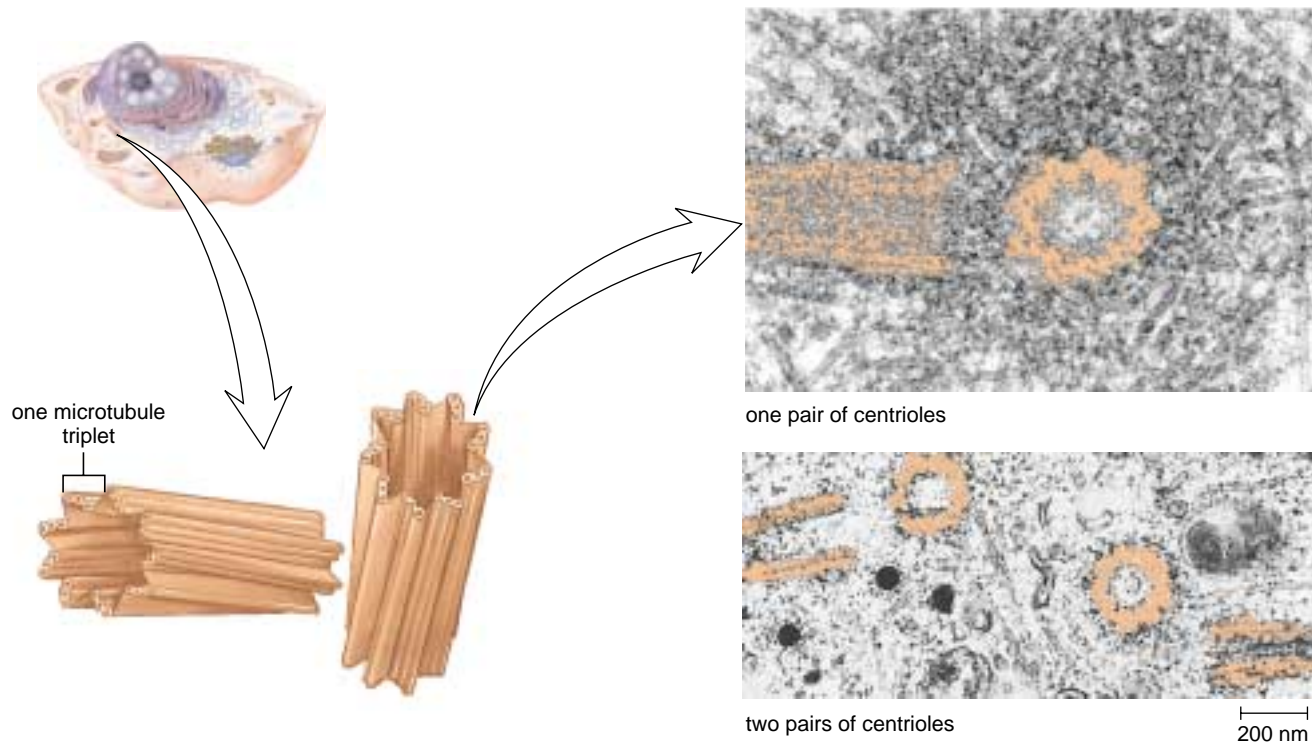 one microtubule
triplet
one pair of centrioles
two pairs of centrioles
200 nm